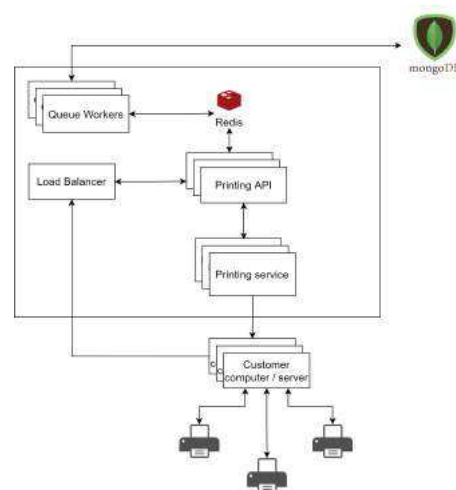 mongoDB
Queue Workers
Redis
Load Balancer
Printing API
Printing service
Customer
computer / server